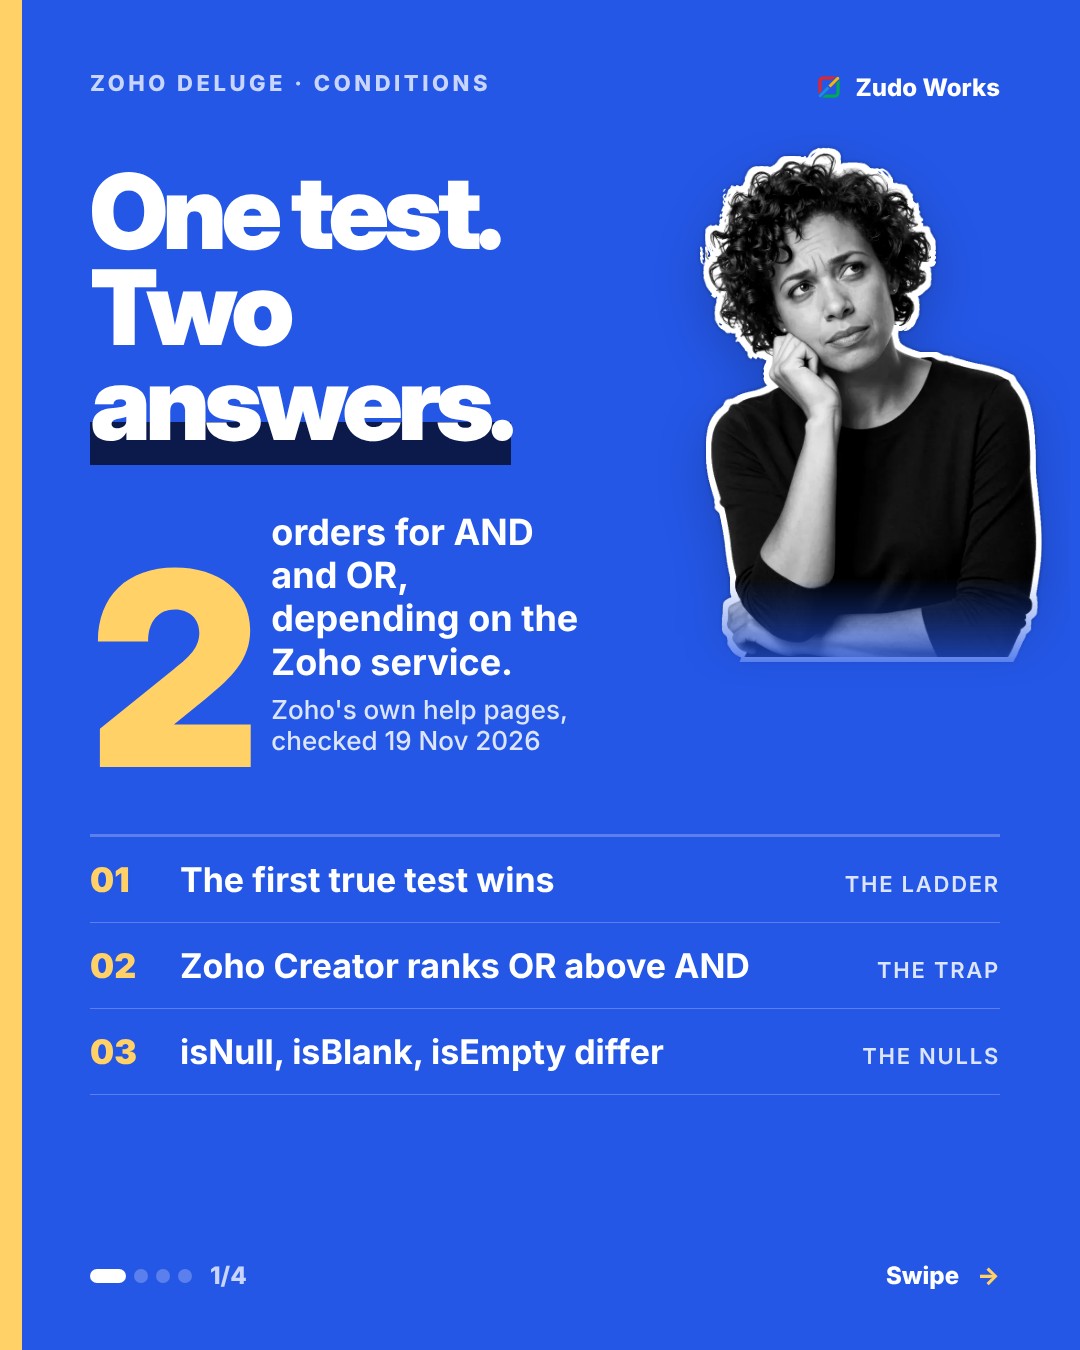 ZOHO DELUGE · CONDITIONS
Zudo Works
One test.
Two
answers.
2
orders for AND
and OR,
depending on the
Zoho service.
Zoho's own help pages,
checked 19 Nov 2026
01 The first true test wins THE LADDER
02 Zoho Creator ranks OR above AND THE TRAP
03 isNull, isBlank, isEmpty differ THE NULLS
1/4
Swipe →